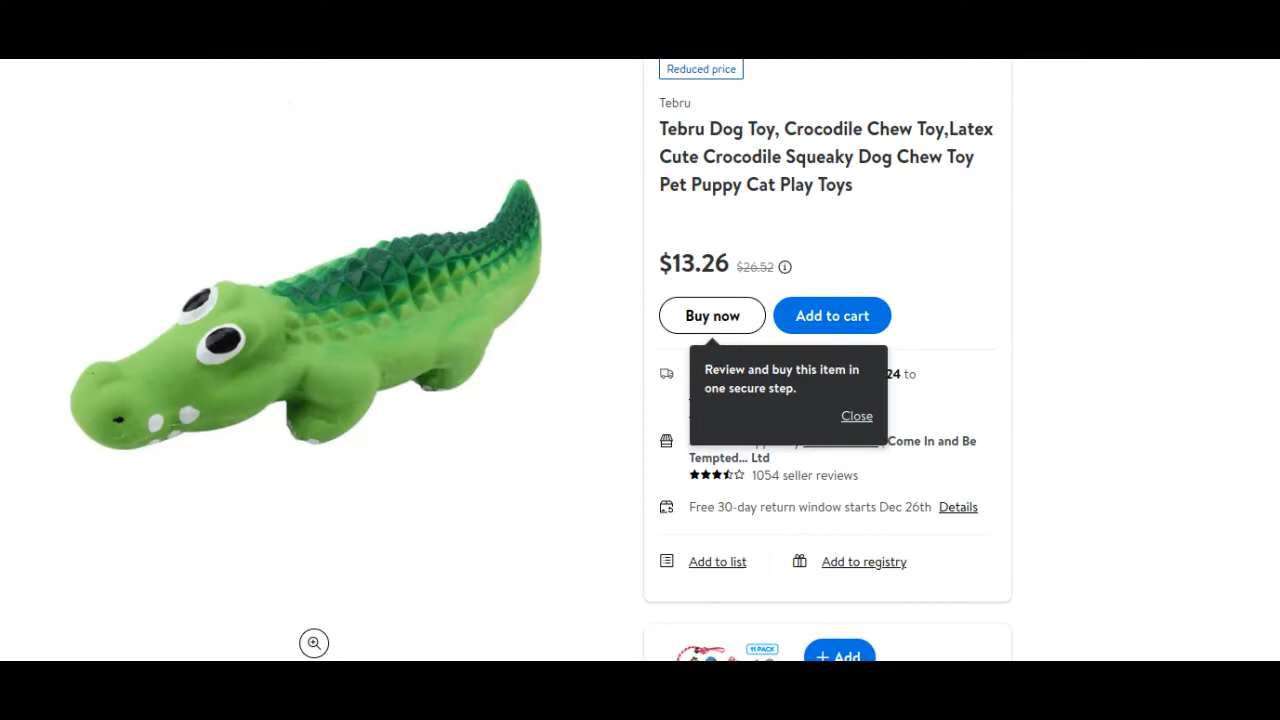 Reduced price
Tebru
Tebru Dog Toy, Crocodile Chew Toy,Latex
Cute Crocodile Squeaky Dog Chew Toy
Pet Puppy Cat Play Toys
$13.26 $26.52
Buy now
Add to cart
Review and buy this item in
one secure step.
Close
24 to
Come In and Be
Tempted... Ltd
1054 seller reviews
Free 30-day return window starts Dec 26th Details
Add to list
Add to registry
11 PACK
+ Add